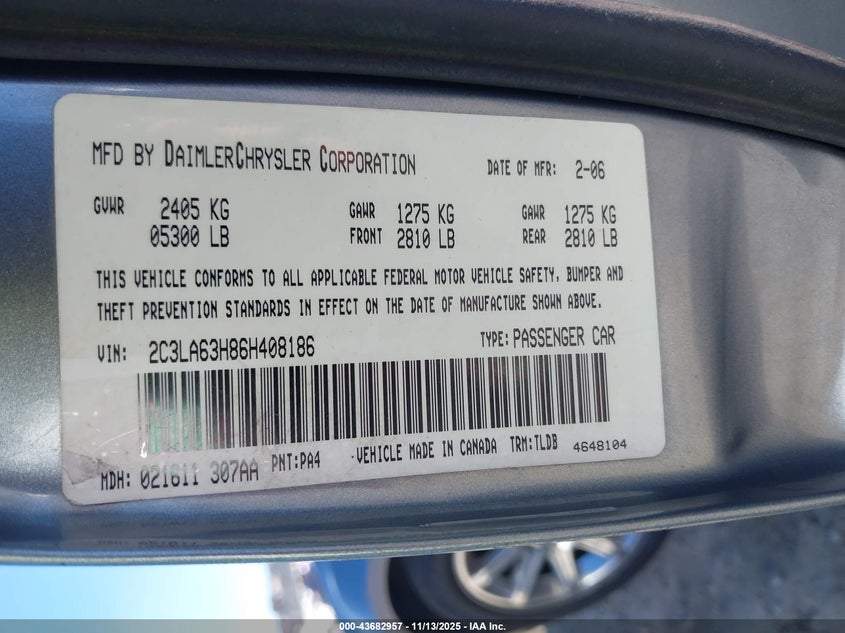 MFD BY DAIMLERCHRYSLER CORPORATION DATE OF MFR: 2-06
GVWR 2405 KG GAWR 1275 KG GAWR 1275 KG
05300 LB FRONT 2810 LB REAR 2810 LB
THIS VEHICLE CONFORMS TO ALL APPLICABLE FEDERAL MOTOR VEHICLE SAFETY, BUMPER AND
THEFT PREVENTION STANDARDS IN EFFECT ON THE DATE OF MANUFACTURE SHOWN ABOVE.
VIN: 2C3LA63H86H408186 TYPE: PASSENGER CAR
MDH: 021611 307AA PNT:PA4 VEHICLE MADE IN CANADA TRM:TLDB 4648104
000-43682957 - 11/13/2025 - IAA Inc.